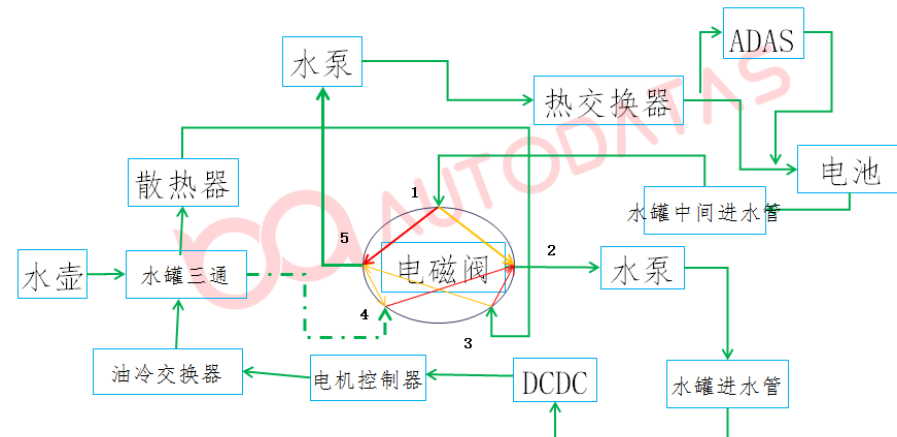 ADAS
水泵
热交换器
散热器
1
电池
水罐中间进水管
5
2
水壶
水罐三通
电磁阀
水泵
4
3
油冷交换器
电机控制器
DCDC
水罐进水管
AUTODATAS